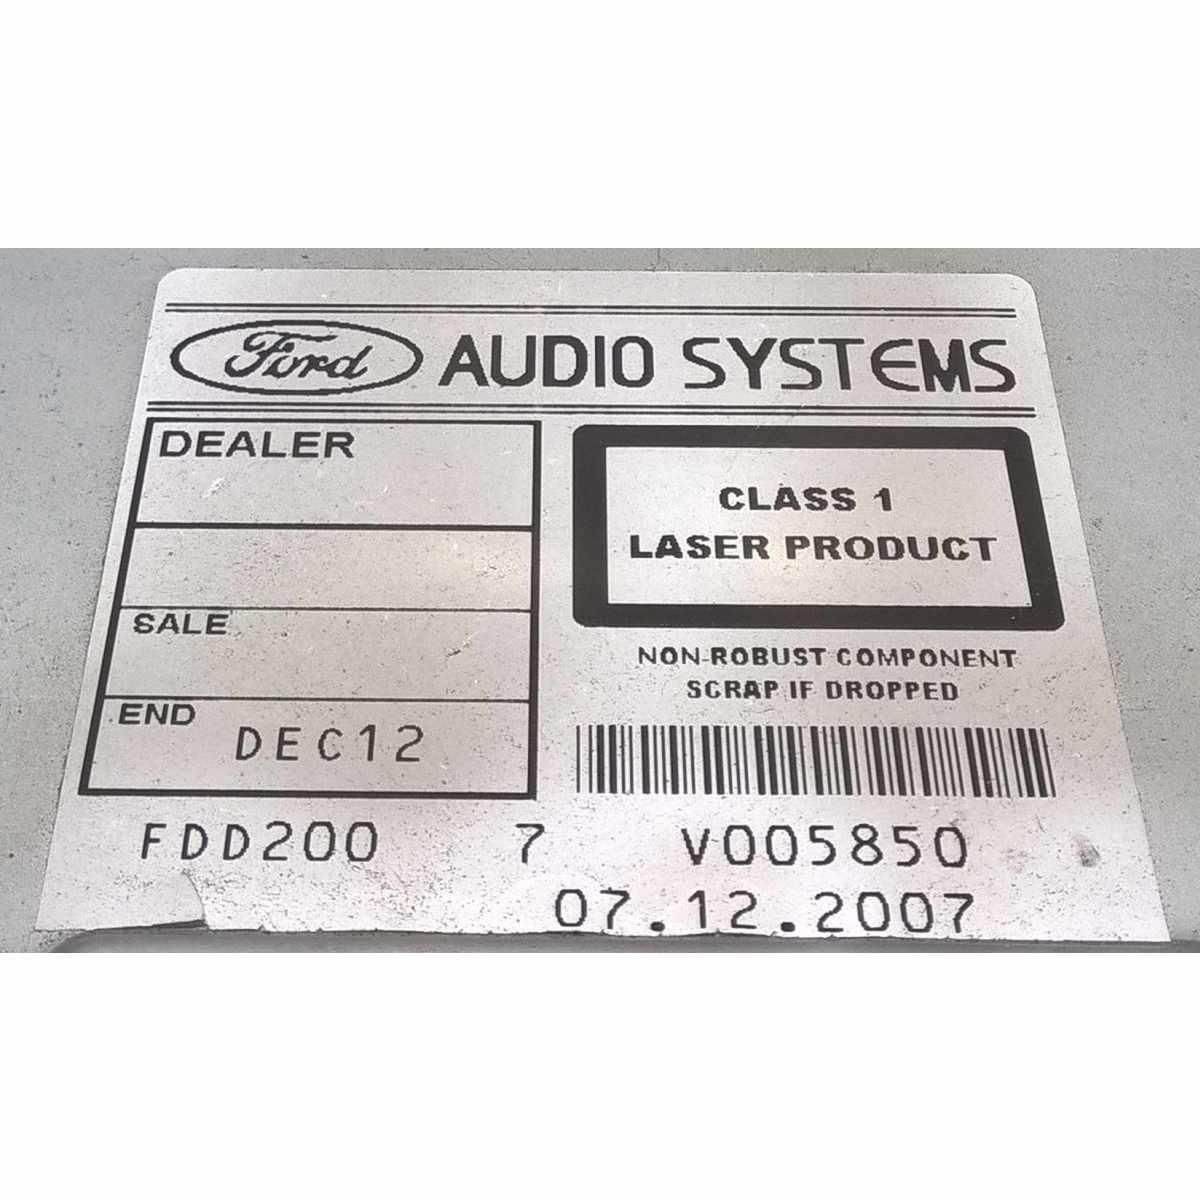 Ford AUDIO SYSTEMS
DEALER
SALE
END DEC12
CLASS 1
LASER PRODUCT
NON-ROBUST COMPONENT
SCRAP IF DROPPED
FDD200 7 V005850
07.12.2007